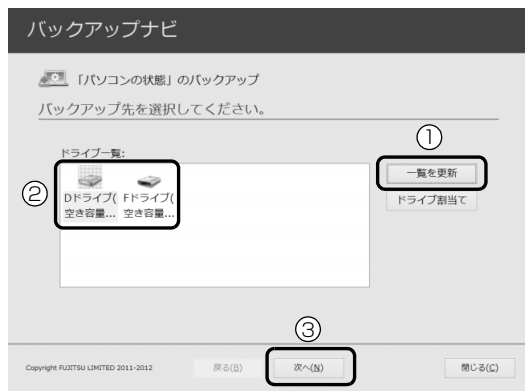 バックアップナビ
「パソコンの状態」のバックアップ
バックアップ先を選択してください。
①
ドライブ一覧:
一覧を更新
②
Dドライブ( Fドライブ(
空き容量... 空き容量...
ドライブ割当て
③
Copyright FUJITSU LIMITED 2011-2012
戻る(B)
次へ(N)
閉じる(C)